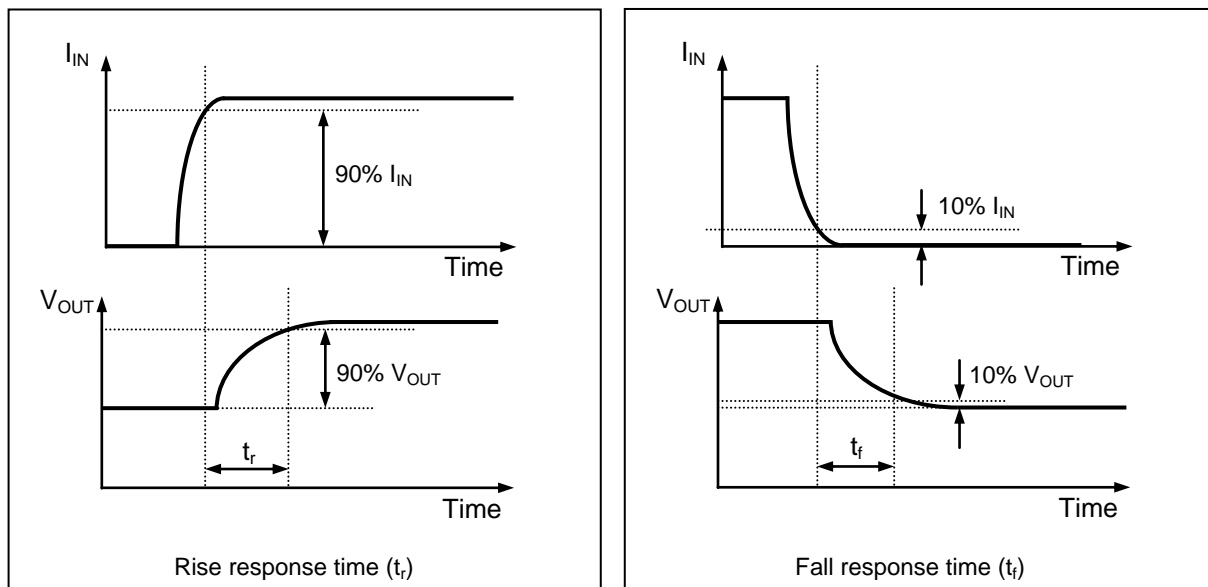 I_IN
90% I_IN
Time
V_OUT
90% V_OUT
t_r
Time
Rise response time (t_r)
I_IN
10% I_IN
Time
V_OUT
10% V_OUT
t_f
Time
Fall response time (t_f)